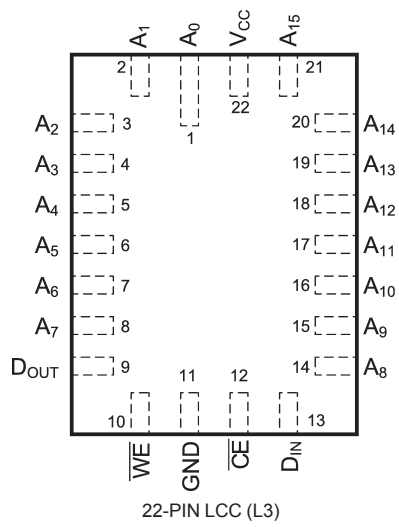 A1 A0 VCC A15
2 21
1 22
A2 3 20 A14
A3 4 19 A13
A4 5 18 A12
A5 6 17 A11
A6 7 16 A10
A7 8 15 A9
DOUT 9 14 A8
11 12
10 13
WE GND CE DIN
22-PIN LCC (L3)